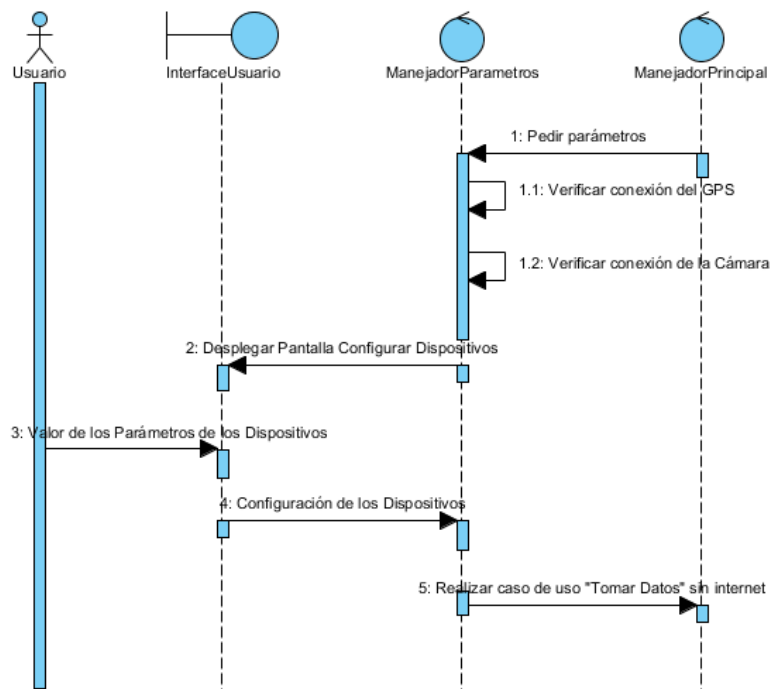 Usuario
InterfaceUsuario
ManejadorParametros
ManejadorPrincipal
1: Pedir parámetros
1.1: Verificar conexión del GPS
1.2: Verificar conexión de la Cámara
2: Desplegar Pantalla Configurar Dispositivos
3: Valor de los Parámetros de los Dispositivos
4: Configuración de los Dispositivos
5: Realizar caso de uso "Tomar Datos" sin internet